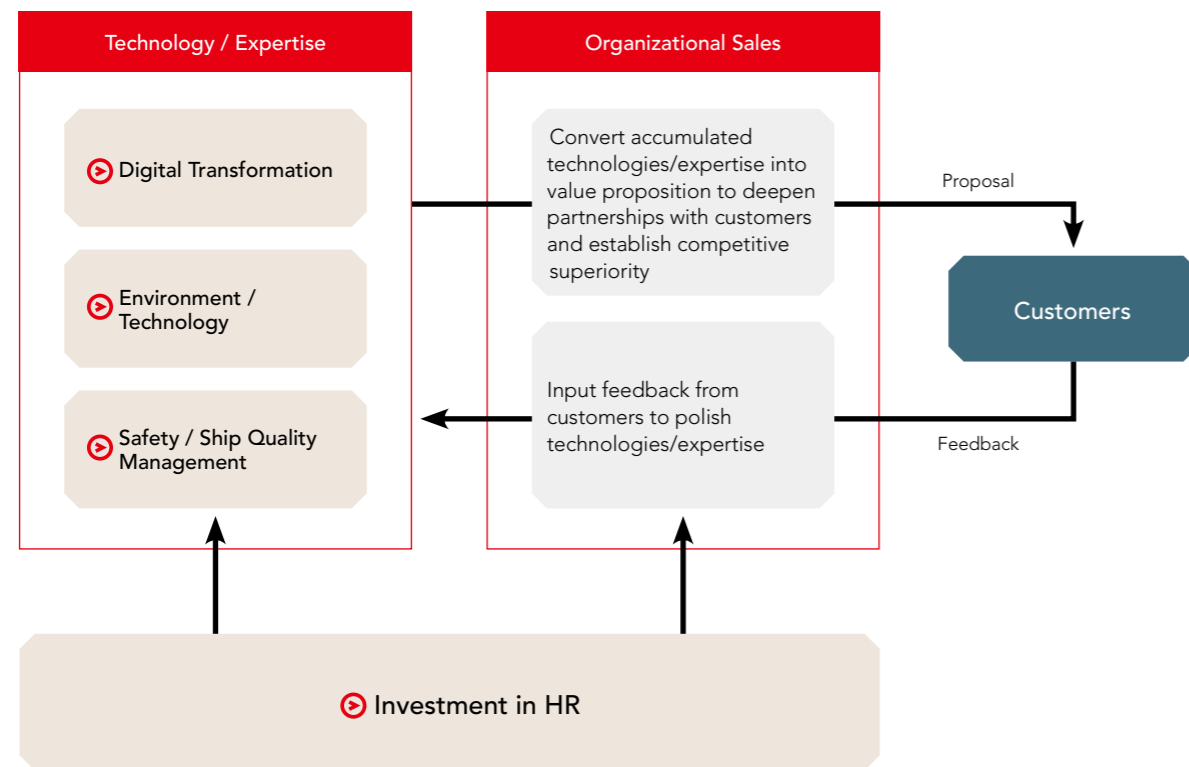 Technology / Expertise
Digital Transformation
Environment /
Technology
Safety / Ship Quality
Management
Organizational Sales
Convert accumulated
technologies/expertise into
value proposition to deepen
partnerships with customers
and establish competitive
superiority
Input feedback from
customers to polish
technologies/expertise
Proposal
Customers
Feedback
Investment in HR